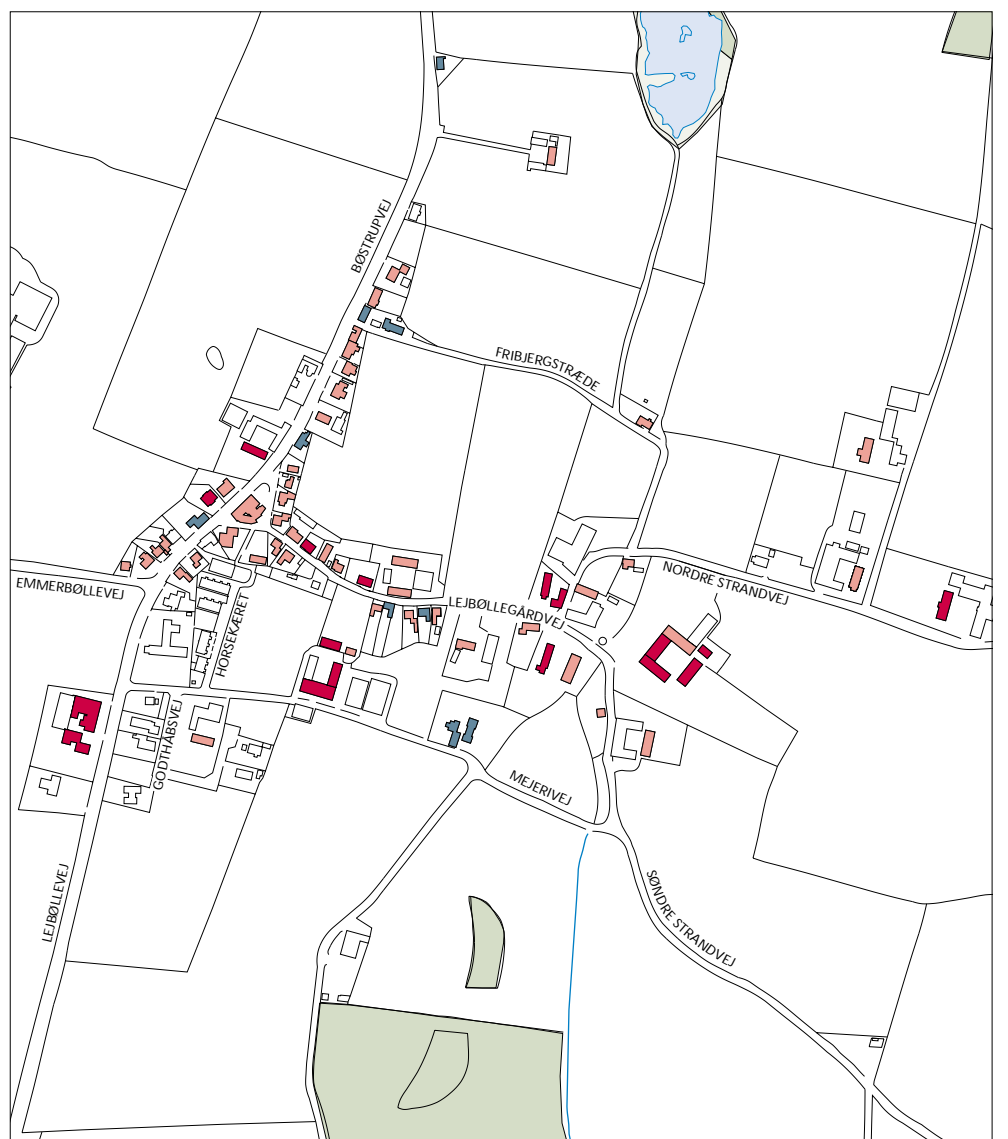 BØSTRUPVEJ
FRIBJERGSTRÆDE
NORDRE STRANDVEJ
EMMERBØLLEVEJ
LEJBØLLEGÅRDVEJ
HORSEKÆRET
GODTHÅBSVEJ
MEJERIVEJ
LEJBØLLEVEJ
SØNDRE STRANDVEJ